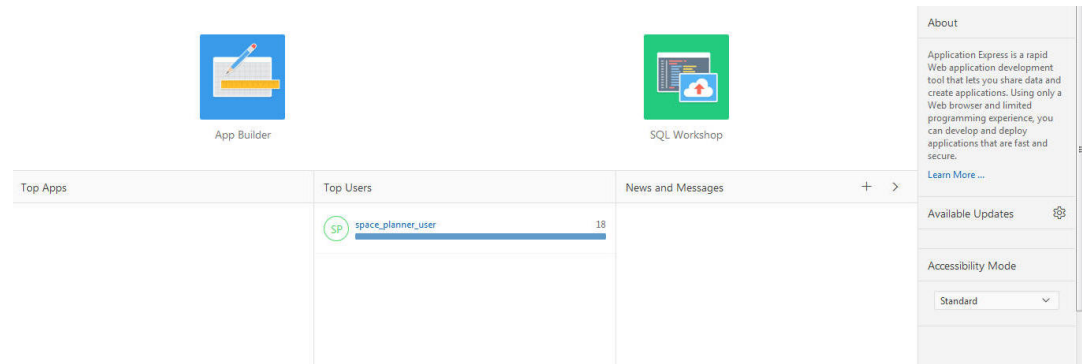 App Builder
SQL Workshop
Top Apps
Top Users
SP
space_planner_user
18
News and Messages
About
Application Express is a rapid
Web application development
tool that lets you share data and
create applications. Using only a
Web browser and limited
programming experience, you
can develop and deploy
applications that are fast and
secure.
Learn More ...
Available Updates
Accessibility Mode
Standard